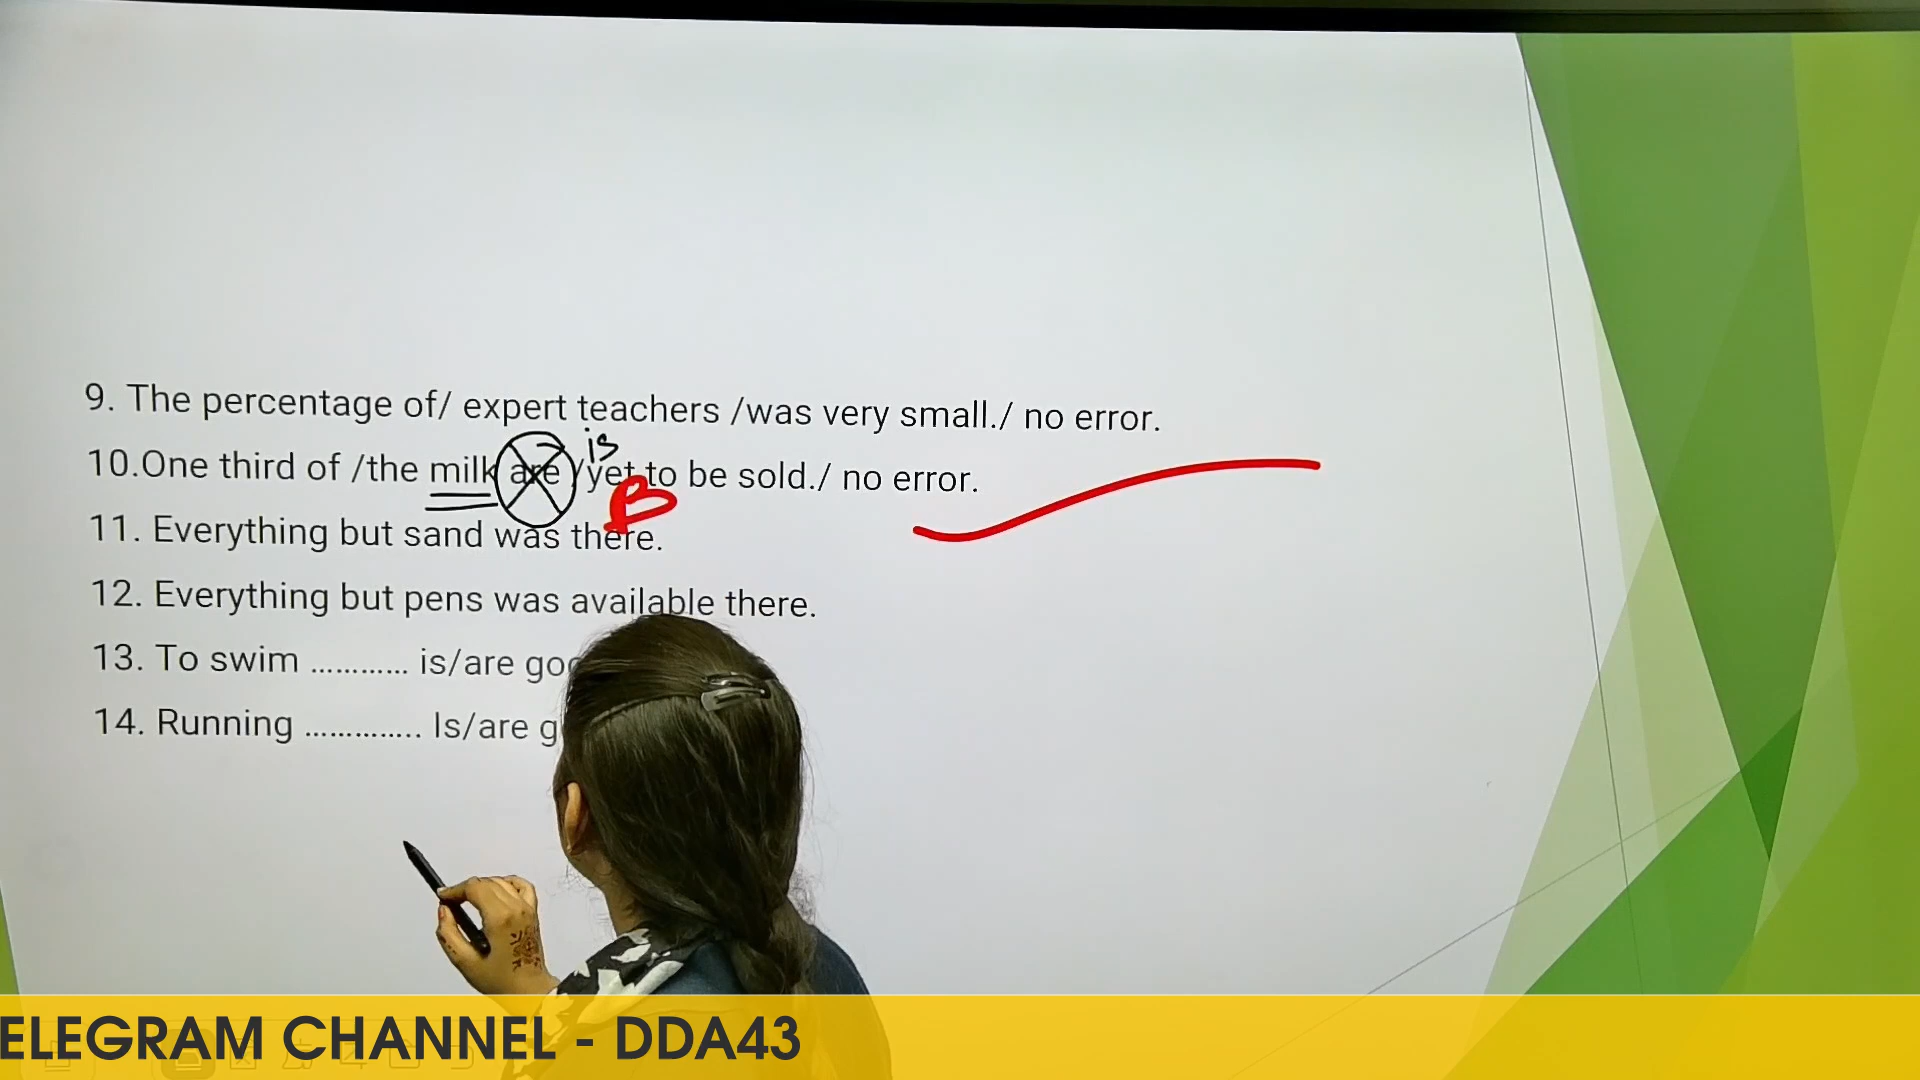 9. The percentage of/ expert teachers /was very small./ no error.
is
10.One third of /the milk are /yet to be sold./ no error.
B
11. Everything but sand was there.
12. Everything but pens was available there.
13. To swim ............ is/are
14. Running .............. Is/are
ELEGRAM CHANNEL - DDA43